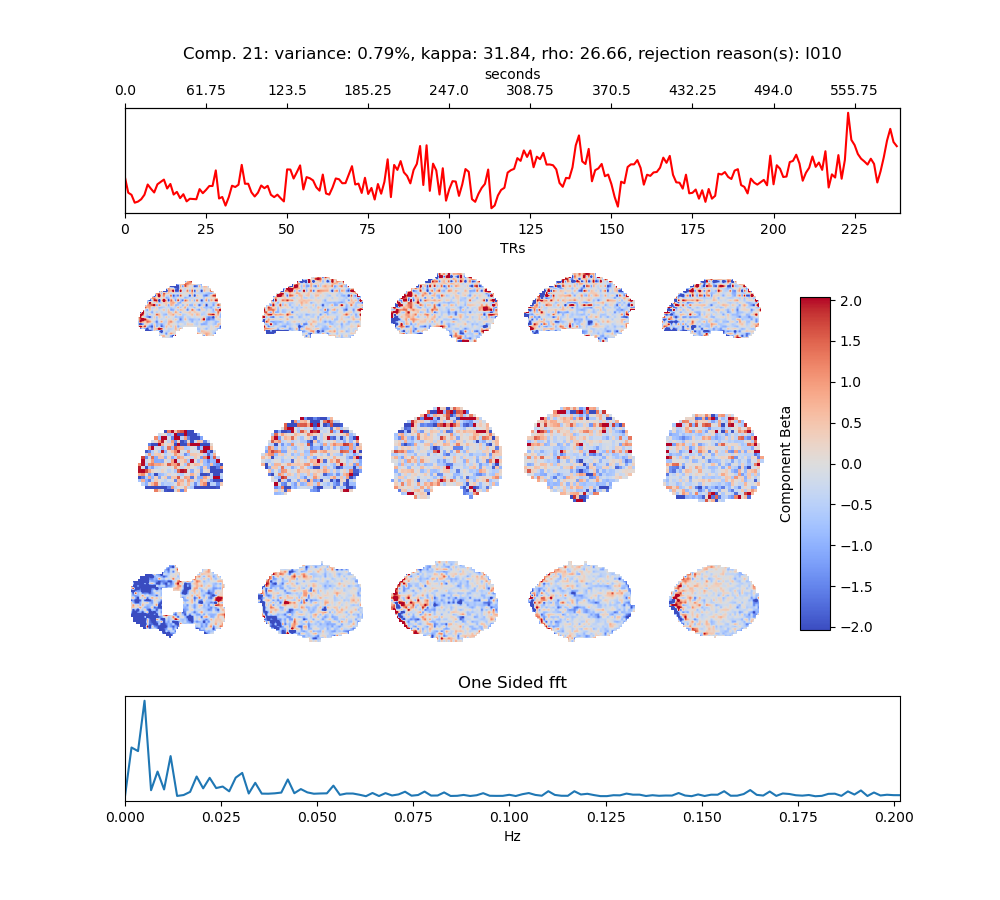 Comp. 21: variance: 0.79%, kappa: 31.84, rho: 26.66, rejection reason(s): I010
seconds
0.0 61.75 123.5 185.25 247.0 308.75 370.5 432.25 494.0 555.75
0 25 50 75 100 125 150 175 200 225
TRs
2.0
1.5
1.0
0.5
0.0
−0.5
−1.0
−1.5
−2.0
Component Beta
One Sided fft
0.000 0.025 0.050 0.075 0.100 0.125 0.150 0.175 0.200
Hz